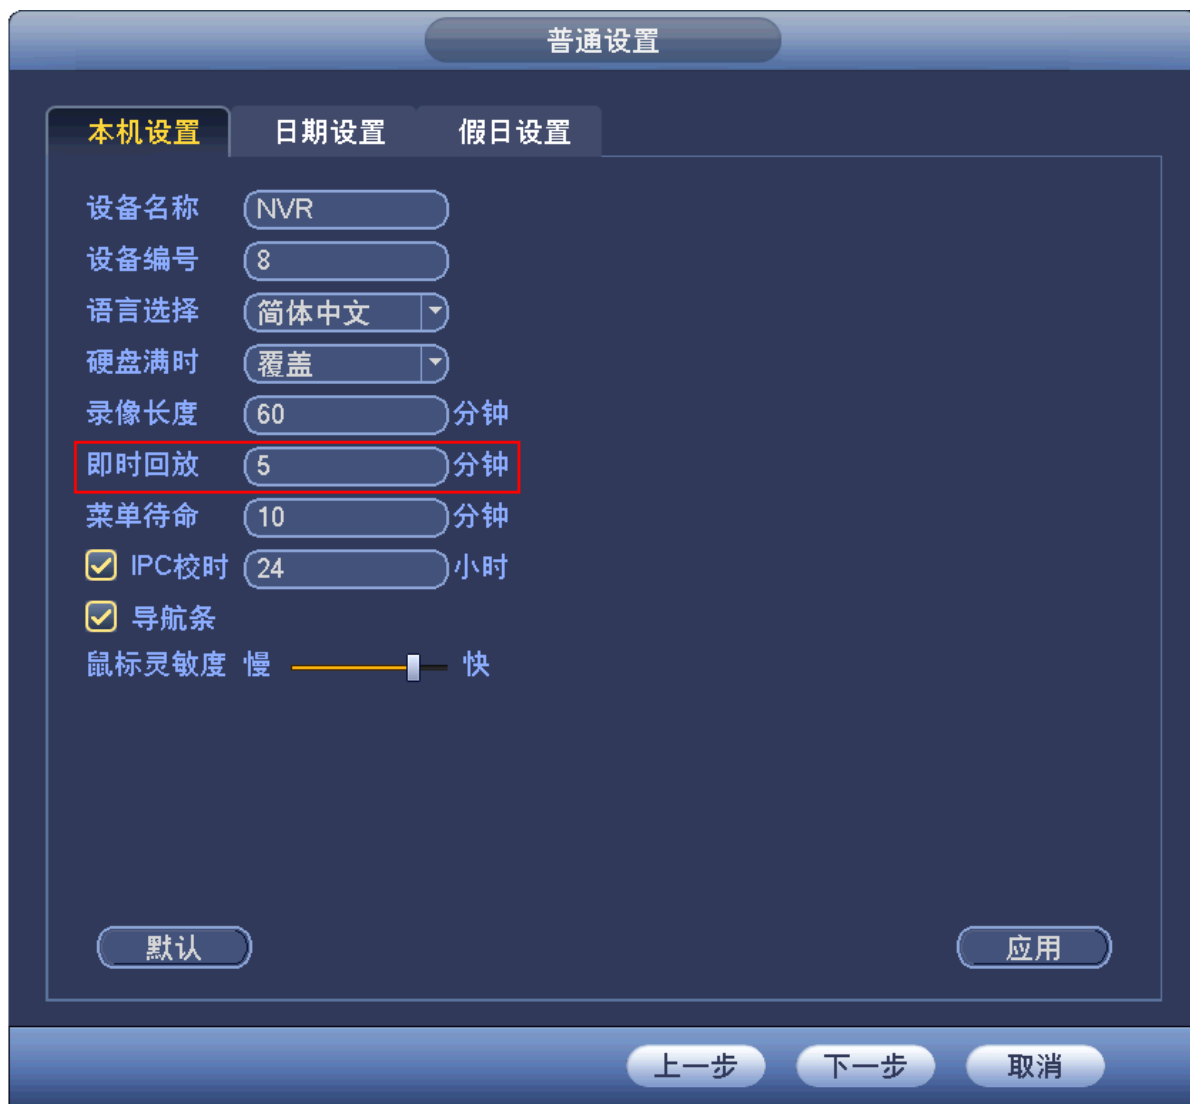 普通设置
本机设置 日期设置 假日设置
设备名称 NVR
设备编号 8
语言选择 简体中文
硬盘满时 覆盖
录像长度 60 分钟
即时回放 5 分钟
菜单待命 10 分钟
IPC校时 24 小时
导航条
鼠标灵敏度 慢 快
默认 应用
上一步 下一步 取消